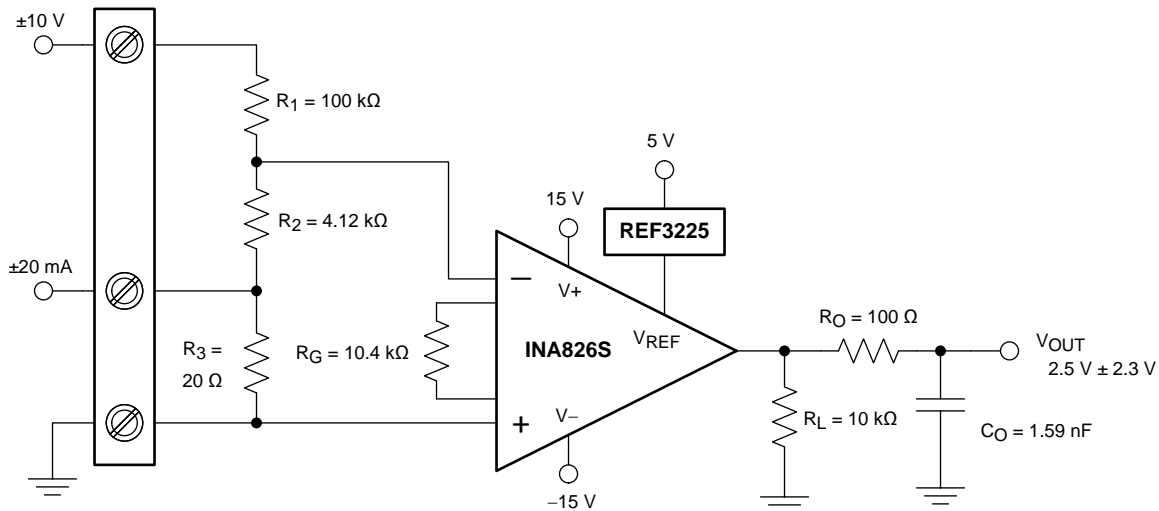 ±10 V
R1 = 100 kΩ
5 V
15 V
REF3225
R2 = 4.12 kΩ
±20 mA
−
V+
RO = 100 Ω
VOUT
2.5 V ± 2.3 V
R3 =
20 Ω
RG = 10.4 kΩ
INA826S
VREF
+
V−
RL = 10 kΩ
CO = 1.59 nF
−15 V